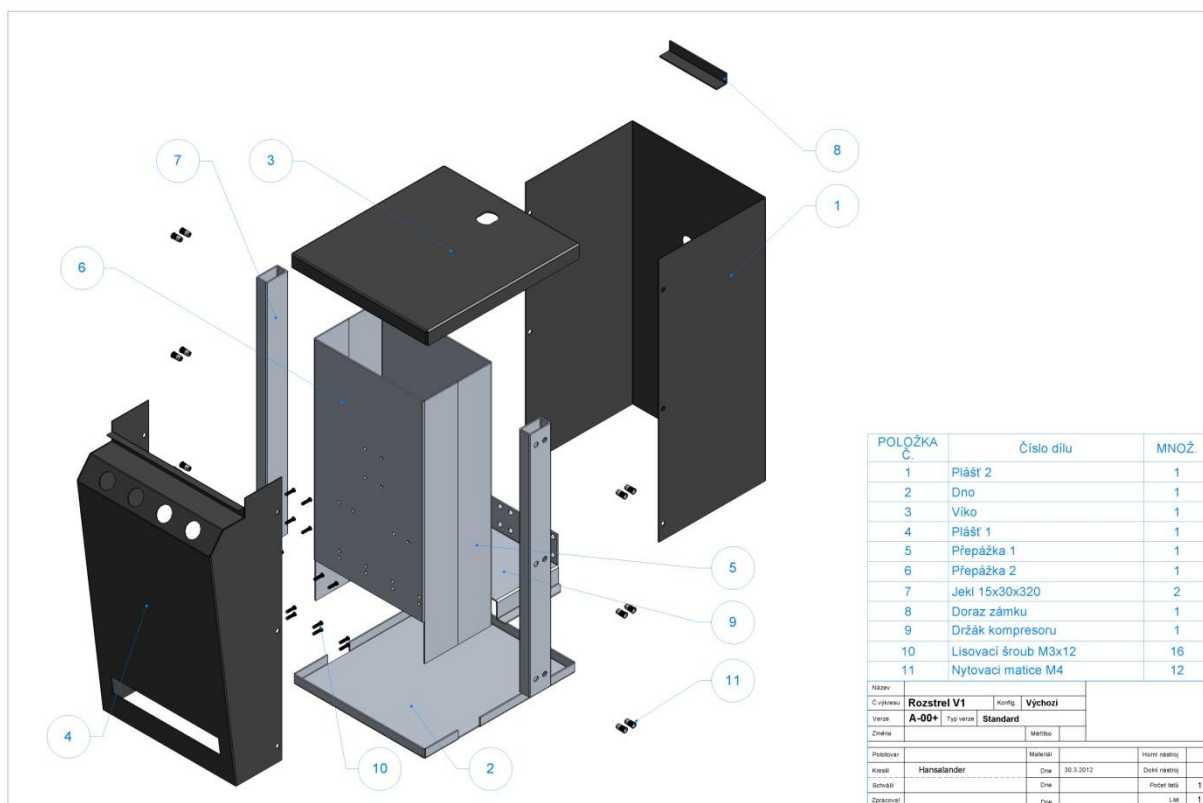 8
7
3
1
6
5
9
11
4
10
2
POLOŽKA Č. Číslo dílu MNOŽ.
1 Plášť 2 1
2 Dno 1
3 Víko 1
4 Plášť 1 1
5 Přepážka 1 1
6 Přepážka 2 1
7 Jekl 15x30x320 2
8 Doraz zámku 1
9 Držák kompresoru 1
10 Lisovací šroub M3x12 16
11 Nytovaci matice M4 12
Název
Č.výkresu Rozstrel V1 Konfig. Výchozí
Verze A-00+ Typ verze Standard
Změna Měřítko
Polotovar Materiál Horní nástroj
Kreslil Hansalander Dne 30.3.2012 Dolní nástroj
Schválil Dne Počet listů 1
Zpracoval Dne List 1